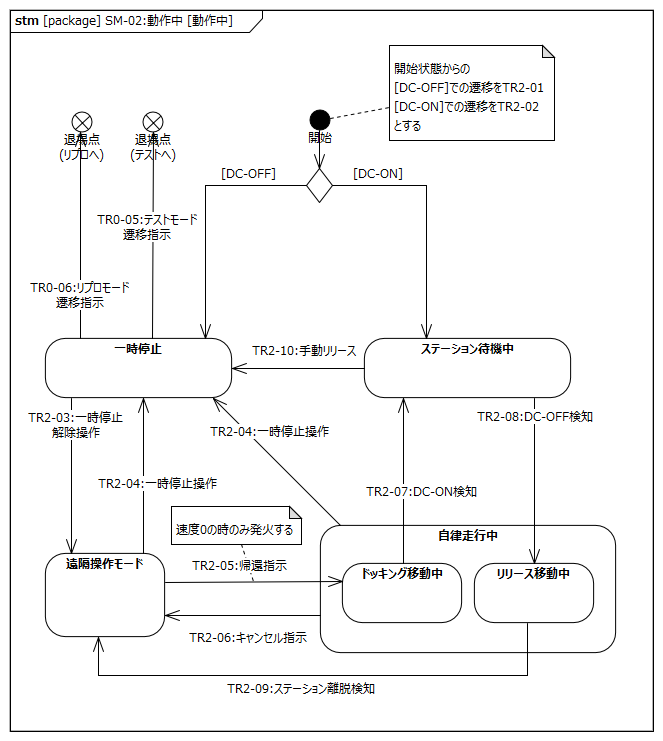 stm [package] SM-02:動作中 [動作中]
開始状態からの
[DC-OFF]での遷移をTR2-01
[DC-ON]での遷移をTR2-02
とする
退場点
(リプロへ)
退場点
(テストへ)
開始
[DC-OFF]
[DC-ON]
TR0-05:テストモード
遷移指示
TR0-06:リプロモード
遷移指示
一時停止
TR2-10:手動リリース
ステーション待機中
TR2-03:一時停止
解除操作
TR2-04:一時停止操作
TR2-08:DC-OFF検知
TR2-04:一時停止操作
TR2-07:DC-ON検知
速度0の時のみ発火する
自律走行中
遠隔操作モード
TR2-05:帰還指示
ドッキング移動中
リリース移動中
TR2-06:キャンセル指示
TR2-09:ステーション離脱検知